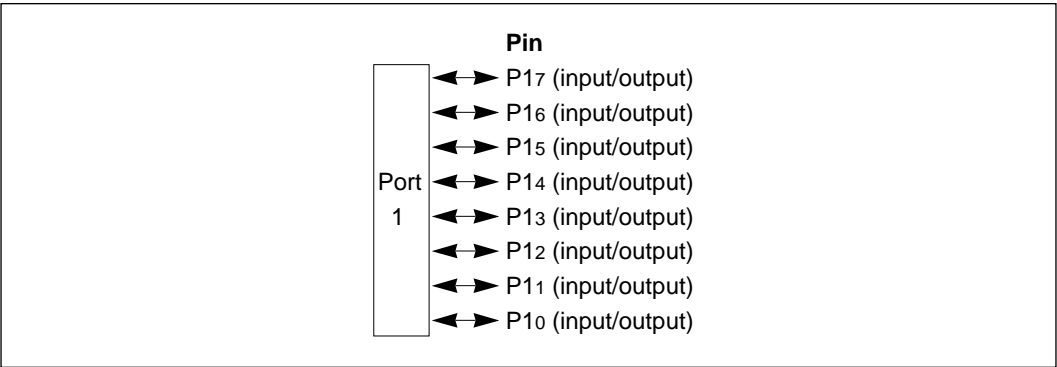 Pin
P17 (input/output)
P16 (input/output)
P15 (input/output)
P14 (input/output)
P13 (input/output)
P12 (input/output)
P11 (input/output)
P10 (input/output)
Port
1